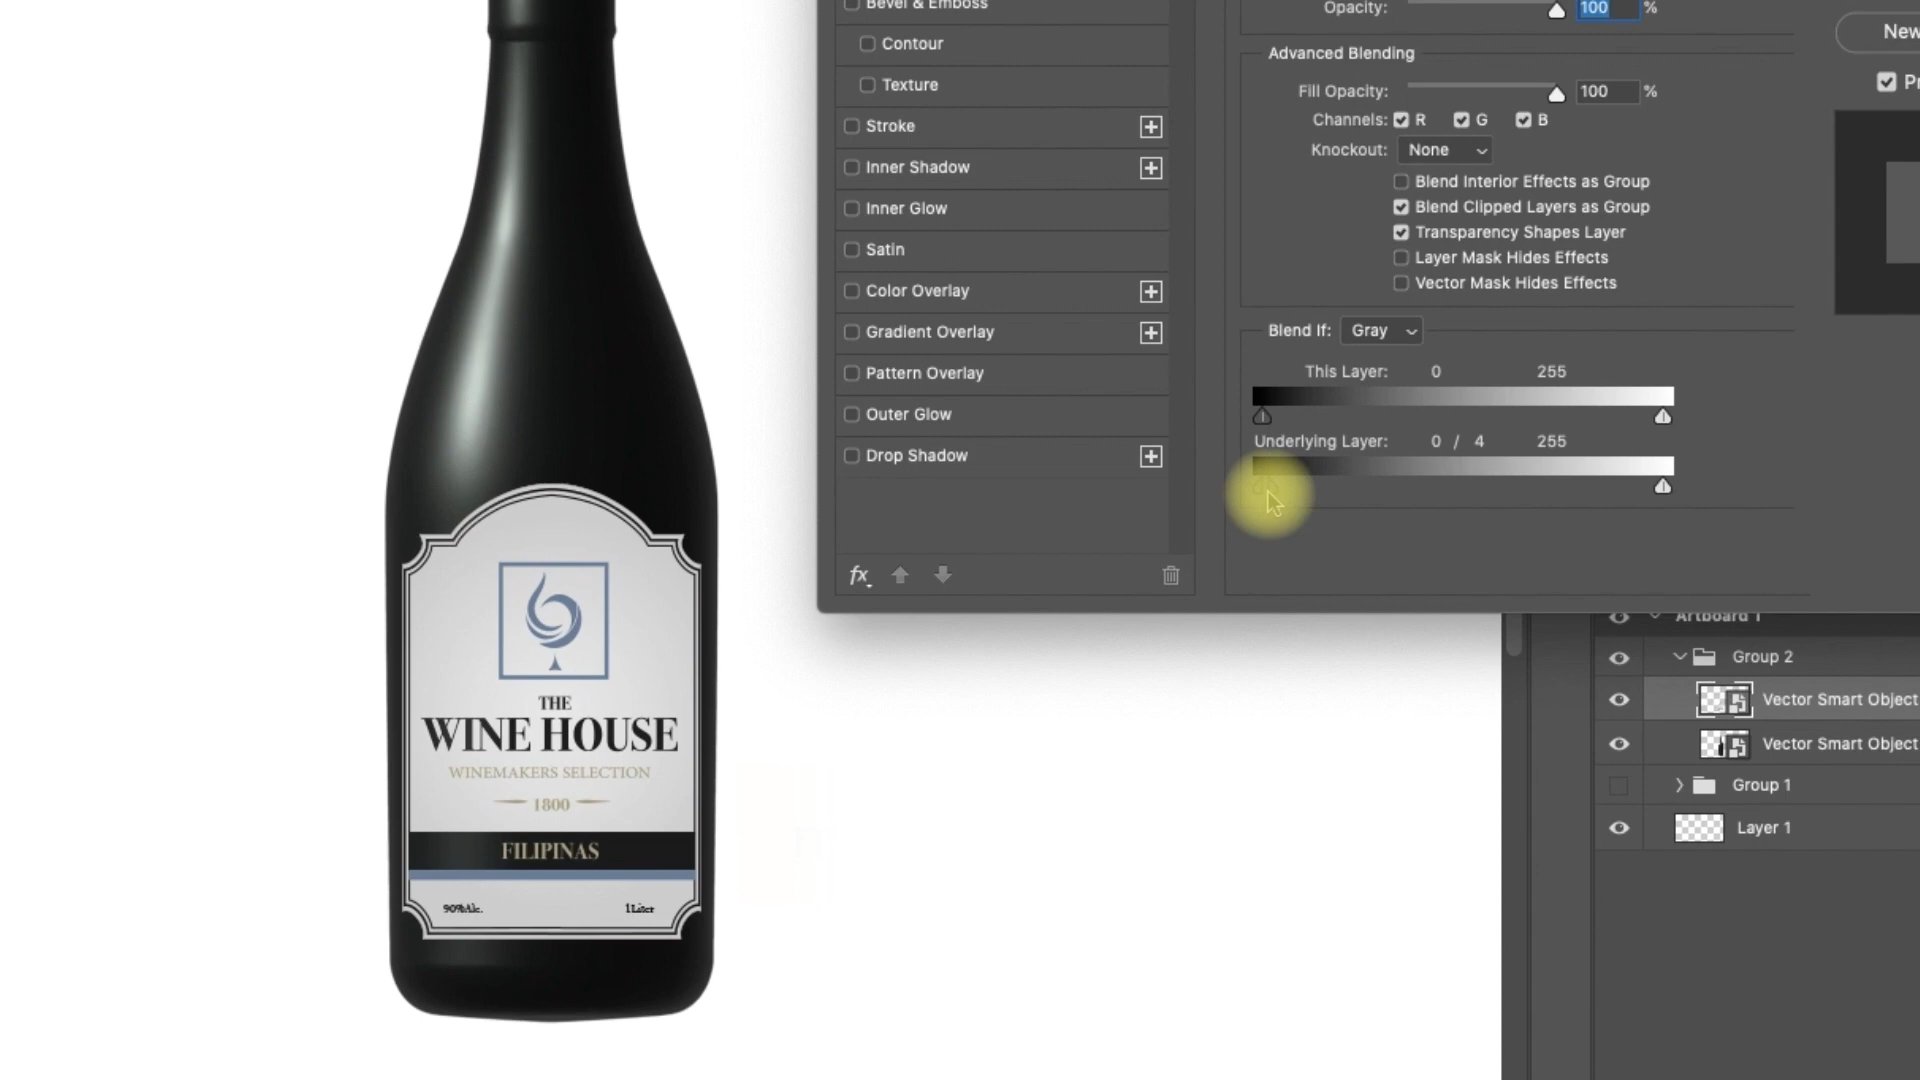 Bevel & Emboss
Contour
Texture
Stroke
Inner Shadow
Inner Glow
Satin
Color Overlay
Gradient Overlay
Pattern Overlay
Outer Glow
Drop Shadow
fx
Opacity: 100 %
Advanced Blending
Fill Opacity: 100 %
Channels: R G B
Knockout: None
Blend Interior Effects as Group
Blend Clipped Layers as Group
Transparency Shapes Layer
Layer Mask Hides Effects
Vector Mask Hides Effects
Blend If: Gray
This Layer: 0 255
Underlying Layer: 0 / 4 255
New
Artboard 1
Group 2
Vector Smart Object
Vector Smart Object
Group 1
Layer 1
THE
WINE HOUSE
WINEMAKERS SELECTION
1800
FILIPINAS
90%Alc.
1Liter